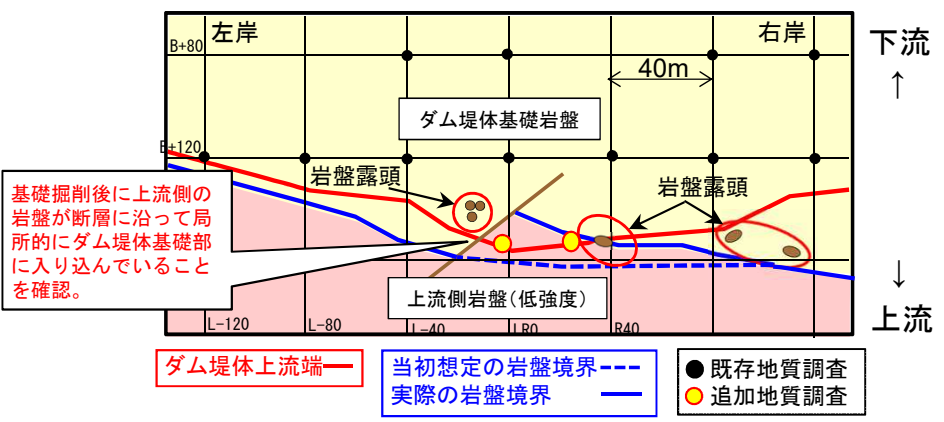 左岸
右岸
下流
↑
B+80
40m
ダム堤体基礎岩盤
B+120
岩盤露頭
岩盤露頭
基礎掘削後に上流側の
岩盤が断層に沿って局
所的にダム堤体基礎部
に入り込んでいること
を確認。
↓
上流
上流側岩盤(低強度)
L-120
L-80
L-40
LR0
R40
ダム堤体上流端
当初想定の岩盤境界
実際の岩盤境界
既存地質調査
追加地質調査